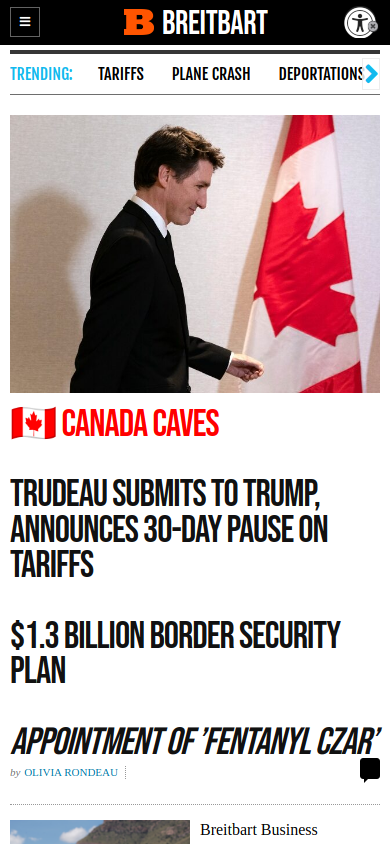 BREITBART
TRENDING: TARIFFS PLANE CRASH DEPORTATIONS
CANADA CAVES
TRUDEAU SUBMITS TO TRUMP,
ANNOUNCES 30-DAY PAUSE ON
TARIFFS
$1.3 BILLION BORDER SECURITY
PLAN
APPOINTMENT OF ’FENTANYL CZAR’
by OLIVIA RONDEAU
Breitbart Business